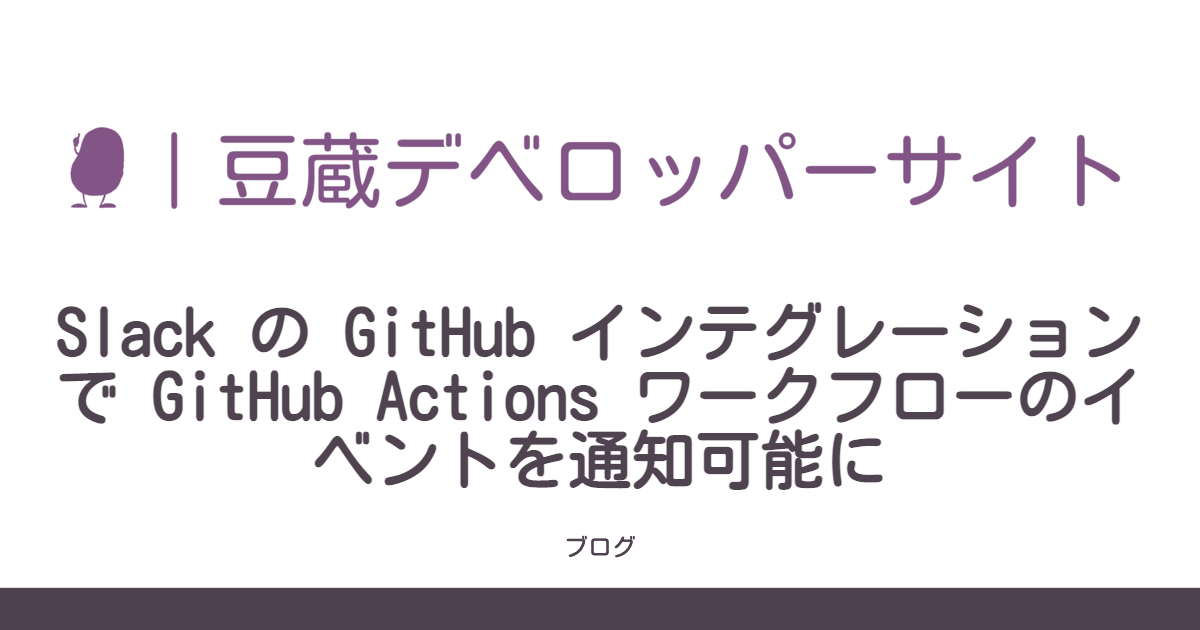 ｜豆蔵デベロッパーサイト
Slack の GitHub インテグレーション
で GitHub Actions ワークフローのイ
ベントを通知可能に
ブログ